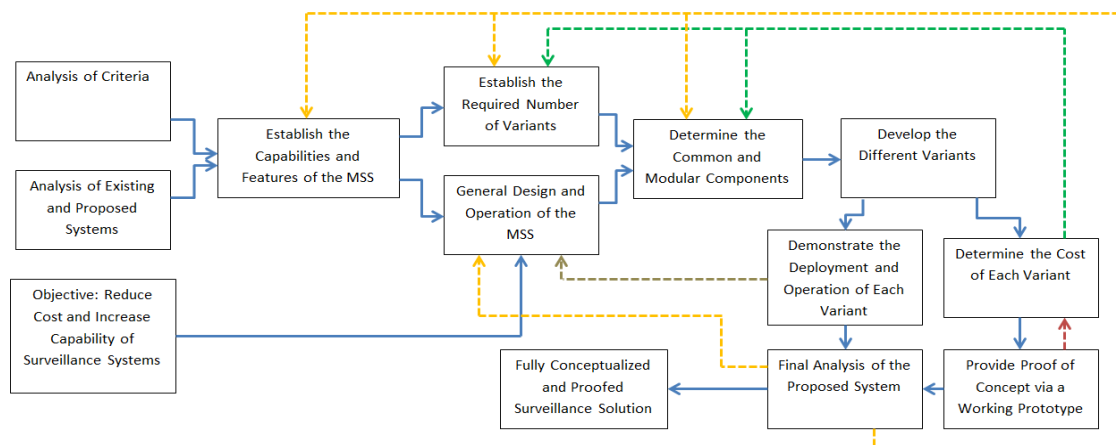 Analysis of Criteria
Analysis of Existing
and Proposed
Systems
Objective: Reduce
Cost and Increase
Capability of
Surveillance Systems
Establish the
Capabilities and
Features of the MSS
Establish the
Required Number
of Variants
General Design and
Operation of the
MSS
Determine the
Common and
Modular Components
Develop the
Different Variants
Demonstrate the
Deployment and
Operation of Each
Variant
Determine the Cost
of Each Variant
Fully Conceptualized
and Proofed
Surveillance Solution
Final Analysis of the
Proposed System
Provide Proof of
Concept via a
Working Prototype